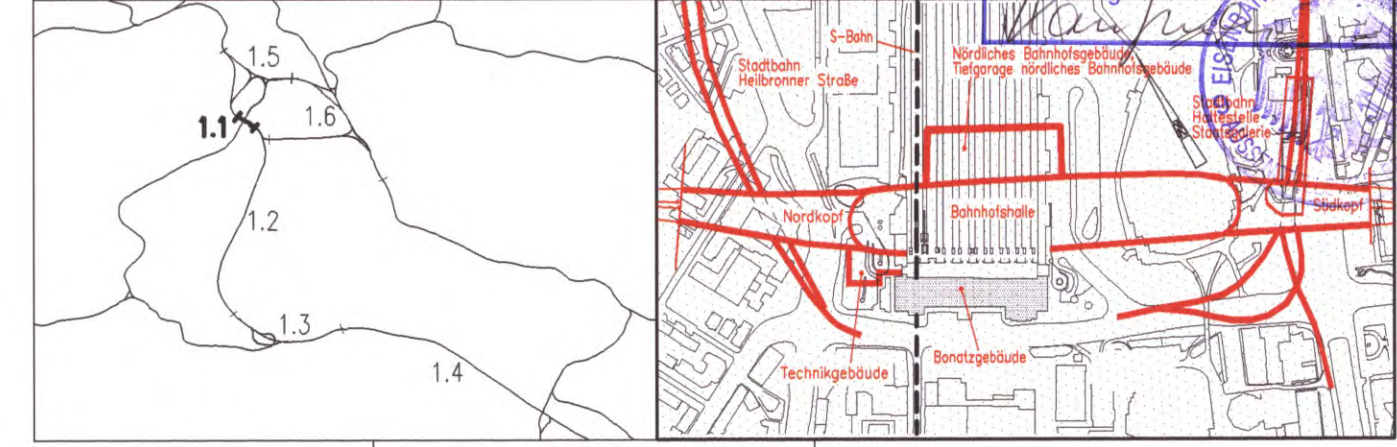 1.5
1.6
1.1
1.2
1.3
1.4
S-Bahn
Nördliches Bahnhofsgebäude
Tiefgarage nördliches Bahnhofsgebäude
Stadtbahn
Heilbronner Straße
Stadtbahn
Haltestelle
Staatsgalerie
Nordkopf
Bahnhofshalle
Südkopf
Technikgebäude
Bonatzgebäude